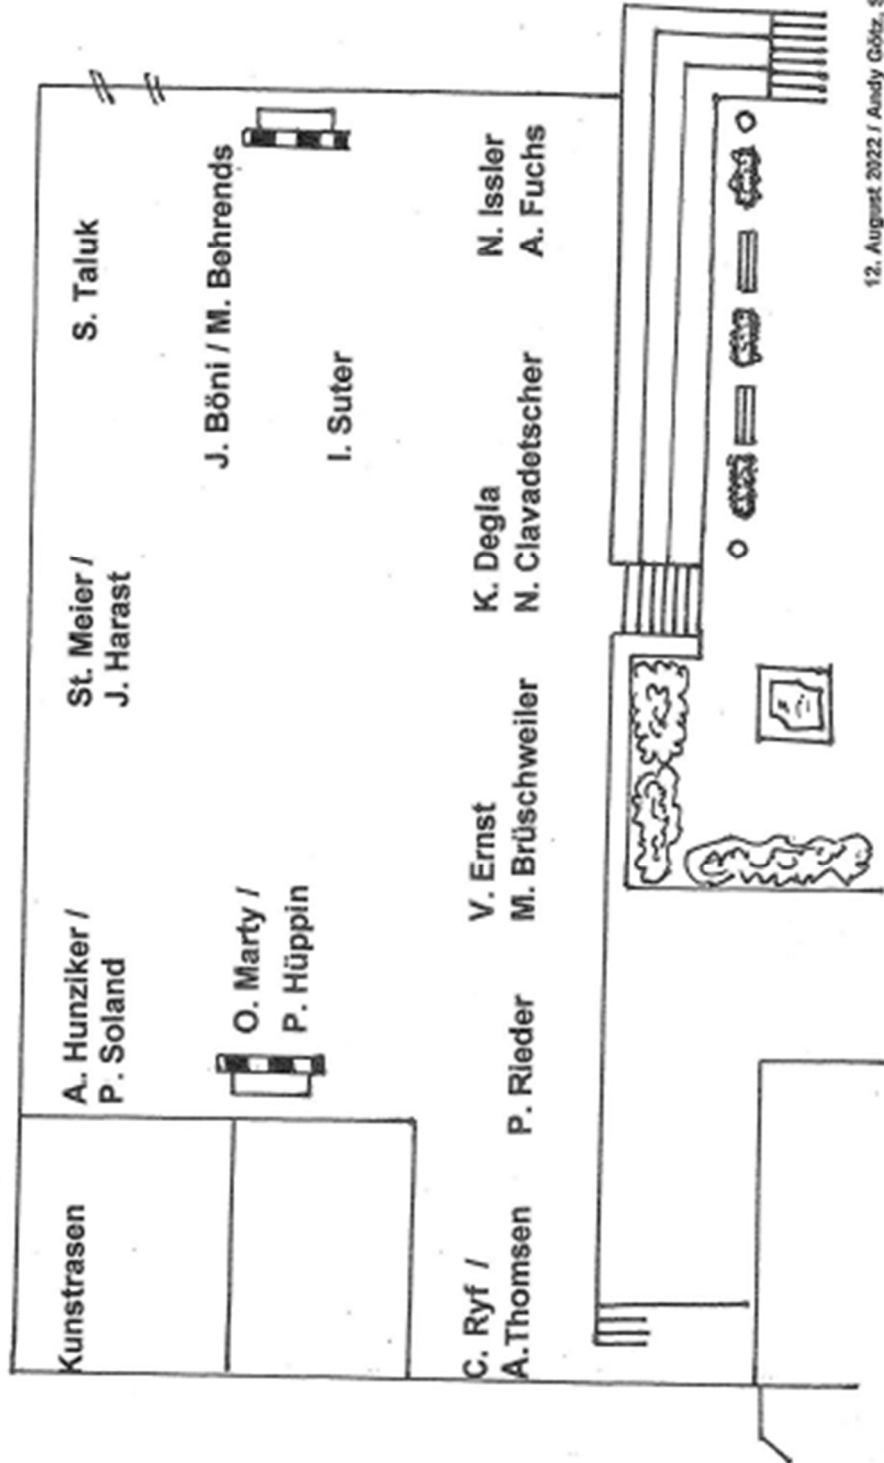 A. Hunziker /
P. Soland
St. Meier /
J. Harast
S. Taluk
O. Marty /
P. Hüppin
J. Böni / M. Behrends
I. Suter
Kunstrasen
C. Ryf /
A.Thomsen
P. Rieder
V. Ernst
M. Brüschweiler
K. Degla
N. Clavadetscher
N. Issler
A. Fuchs
12. August 2022 / Andy Götz, S